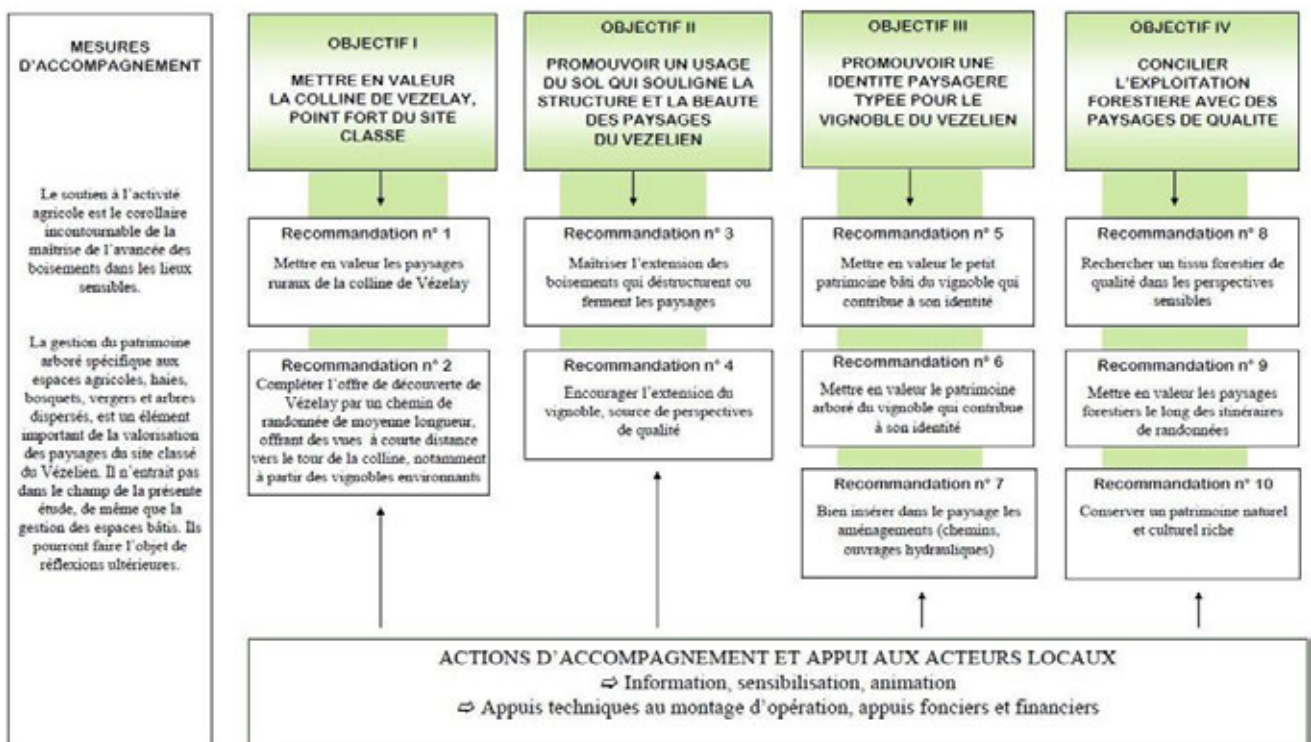 MESURES
D'ACCOMPAGNEMENT
Le soutien à l'activité
agricole est le corollaire
incontournable de la
maîtrise de l'avancée des
boisements dans les lieux
sensibles.
La gestion du patrimoine
arboré spécifique aux
espaces agricoles, haies,
bosquets, vergers et arbres
dispersés, est un élément
important de la valorisation
des paysages du site classé
du Vézelien. Il n'entrait pas
dans le champ de la présente
étude, de même que la
gestion des espaces bâtis. Ils
pourront faire l'objet de
réflexions ultérieures.
OBJECTIF I
METTRE EN VALEUR
LA COLLINE DE VEZELAY,
POINT FORT DU SITE
CLASSE
Recommandation n° 1
Mettre en valeur les paysages
ruraux de la colline de Vézelay
Recommandation n° 2
Compléter l'offre de découverte de
Vézelay par un chemin de
randonnée de moyenne longueur,
offrant des vues à courte distance
vers le tour de la colline, notamment
à partir des vignobles environnants
OBJECTIF II
PROMOUVOIR UN USAGE
DU SOL QUI SOULIGNE LA
STRUCTURE ET LA BEAUTE
DES PAYSAGES
DU VEZELIEN
Recommandation n° 3
Maîtriser l'extension des
boisements qui déstructurent ou
ferment les paysages
Recommandation n° 4
Encourager l'extension du
vignoble, source de perspectives
de qualité
OBJECTIF III
PROMOUVOIR UNE
IDENTITE PAYSAGERE
TYPEE POUR LE
VIGNOBLE DU VEZELIEN
Recommandation n° 5
Mettre en valeur le petit
patrimoine bâti du vignoble qui
contribue à son identité
Recommandation n° 6
Mettre en valeur le patrimoine
arboré du vignoble qui contribue
à son identité
Recommandation n° 7
Bien insérer dans le paysage les
aménagements (chemins,
ouvrages hydrauliques)
OBJECTIF IV
CONCILIER
L'EXPLOITATION
FORESTIERE AVEC DES
PAYSAGES DE QUALITE
Recommandation n° 8
Rechercher un tissu forestier de
qualité dans les perspectives
sensibles
Recommandation n° 9
Mettre en valeur les paysages
forestiers le long des itinéraires
de randonnées
Recommandation n° 10
Conserver un patrimoine naturel
et culturel riche
ACTIONS D'ACCOMPAGNEMENT ET APPUI AUX ACTEURS LOCAUX
⇨ Information, sensibilisation, animation
⇨ Appuis techniques au montage d'opération, appuis fonciers et financiers